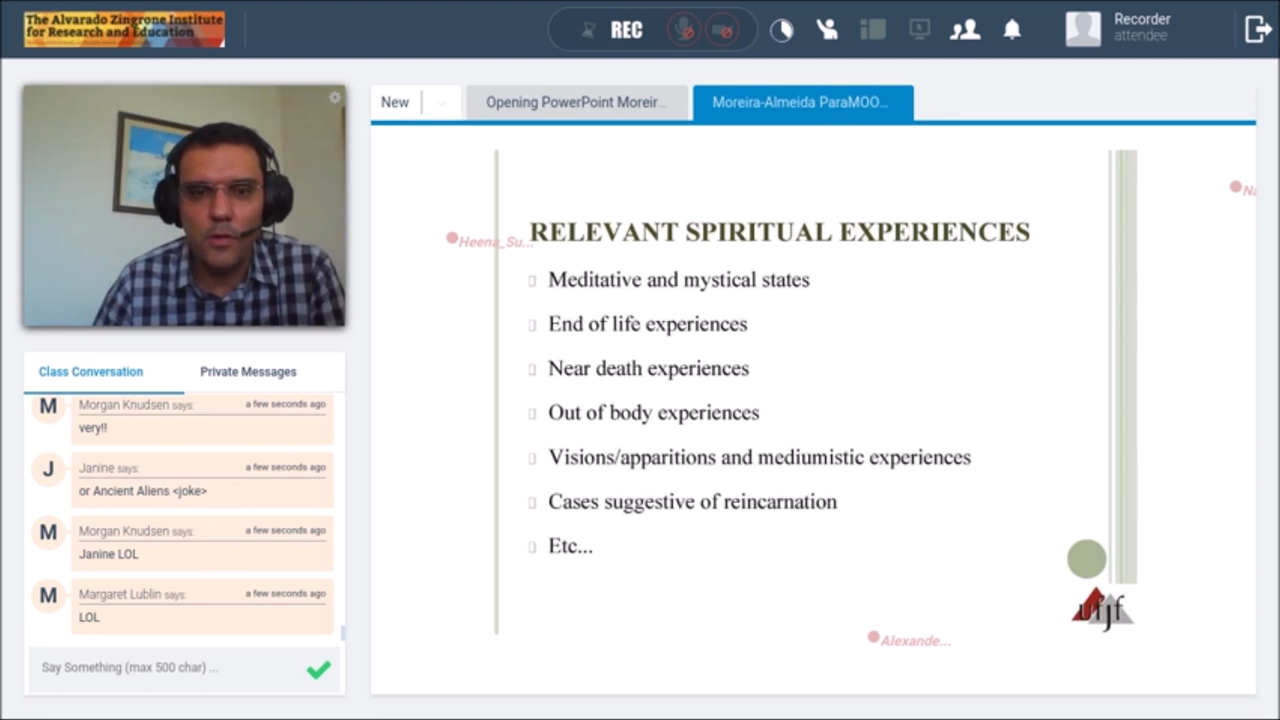 The Alvarado Zingrone Institute
for Research and Education
REC
Recorder
attendee
New
Opening PowerPoint Moreir...
Moreira-Almeida ParaMOO...
Heena_Su...
RELEVANT SPIRITUAL EXPERIENCES
Meditative and mystical states
End of life experiences
Near death experiences
Out of body experiences
Visions/apparitions and mediumistic experiences
Cases suggestive of reincarnation
Etc...
ufjf
Alexande...
Class Conversation
Private Messages
M
Morgan Knudsen says: a few seconds ago
very!!
J
Janine says: a few seconds ago
or Ancient Aliens <joke>
M
Morgan Knudsen says: a few seconds ago
Janine LOL
M
Margaret Lublin says: a few seconds ago
LOL
Say Something (max 500 char) ...